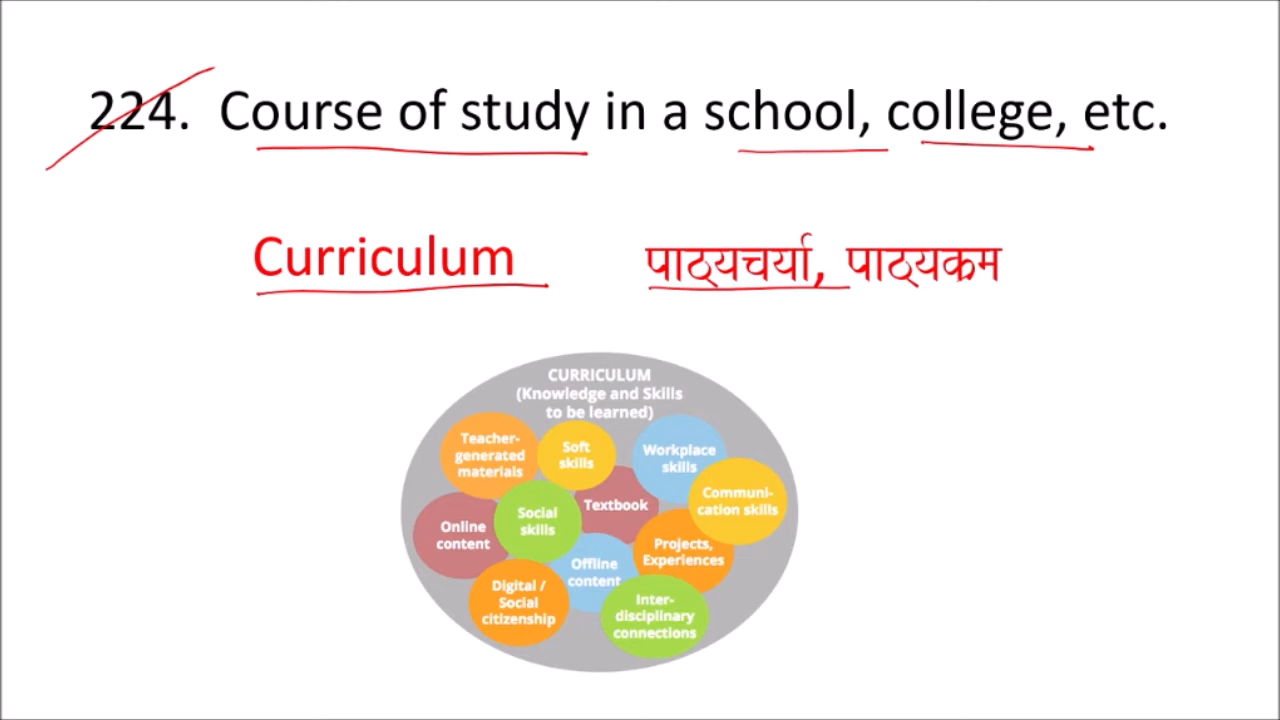 224. Course of study in a school, college, etc.
Curriculum पाठ्यचर्या, पाठ्यक्रम
CURRICULUM
(Knowledge and Skills
to be learned)
Teacher-
generated
materials
Soft
skills
Workplace
skills
Communi-
cation skills
Textbook
Social
skills
Online
content
Projects,
Experiences
Offline
content
Digital /
Social
citizenship
Inter-
disciplinary
connections